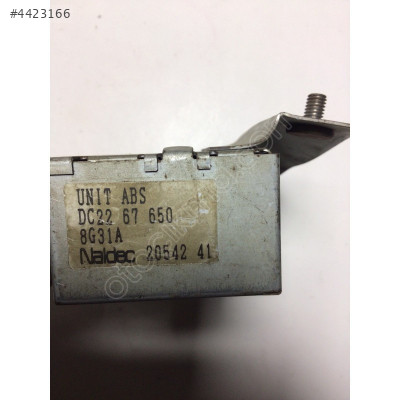 #4423166
UNIT ABS
DC22 67 650
8G31A
Naldec 20542 41